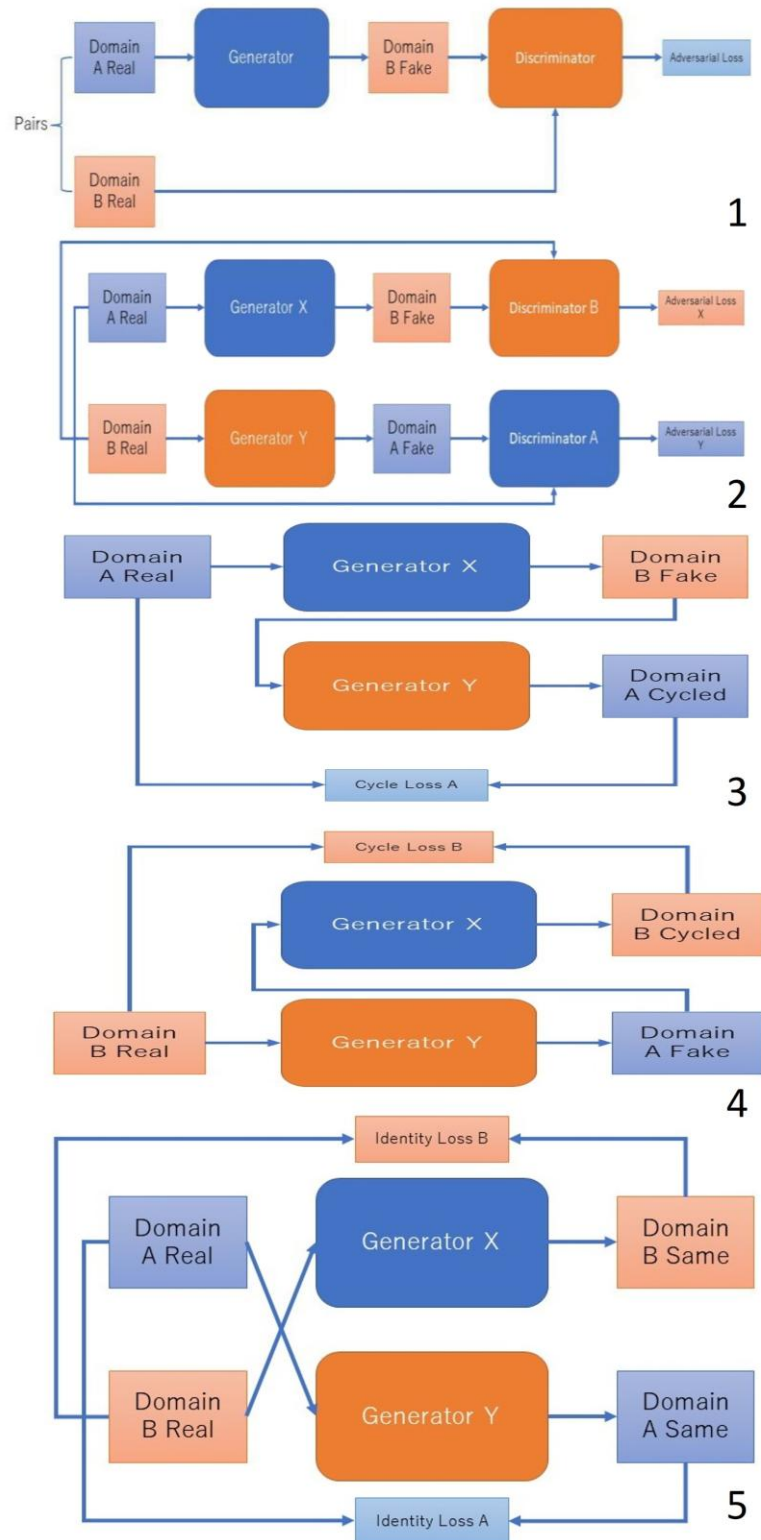 Domain
A Real
Generator
Domain
B Fake
Discriminator
Adversarial Loss
Pairs
Domain
B Real
1
Domain
A Real
Generator X
Domain
B Fake
Discriminator B
Adversarial Loss
X
Domain
B Real
Generator Y
Domain
A Fake
Discriminator A
Adversarial Loss
Y
2
Domain
A Real
Generator X
Domain
B Fake
Generator Y
Domain
A Cycled
Cycle Loss A
3
Cycle Loss B
Generator X
Domain
B Cycled
Domain
B Real
Generator Y
Domain
A Fake
4
Identity Loss B
Domain
A Real
Generator X
Domain
B Same
Domain
B Real
Generator Y
Domain
A Same
Identity Loss A
5